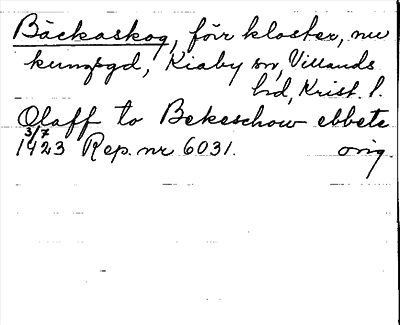 Bäckaskog, förr kloster, nu
kungsgd, Kiaby sn, Villands
hd, Krist. l.
Olaff to Bekeschow ebbete
3/7
1423 Rep. nr 6031. orig.